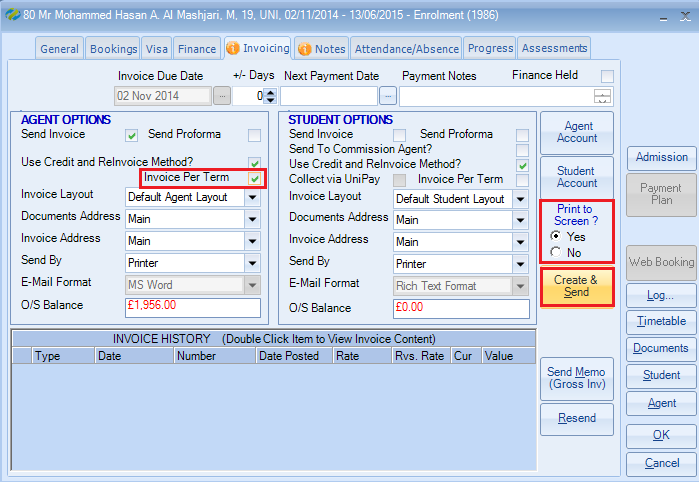 80 Mr Mohammed Hasan A. Al Mashjari, M, 19, UNI, 02/11/2014 - 13/06/2015 - Enrolment (1986)
General Bookings Visa Finance Invoicing Notes Attendance/Absence Progress Assessments
Invoice Due Date +/- Days Next Payment Date Payment Notes Finance Held
02 Nov 2014 ... 0 ...
AGENT OPTIONS
Send Invoice Send Proforma
Use Credit and ReInvoice Method?
Invoice Per Term
Invoice Layout Default Agent Layout
Documents Address Main
Invoice Address Main
Send By Printer
E-Mail Format MS Word
O/S Balance £1,956.00
STUDENT OPTIONS
Send Invoice Send Proforma
Send To Commission Agent?
Use Credit and ReInvoice Method?
Collect via UniPay Invoice Per Term
Invoice Layout Default Student Layout
Documents Address Main
Invoice Address Main
Send By Printer
E-Mail Format Rich Text Format
O/S Balance £0.00
Agent
Account
Student
Account
Print to
Screen ?
Yes
No
Create &
Send
INVOICE HISTORY (Double Click Item to View Invoice Content)
Type Date Number Date Posted Rate Rvs. Rate Cur Value
Send Memo
(Gross Inv)
Resend
Admission
Payment
Plan
Web Booking
Log...
Timetable
Documents
Student
Agent
OK
Cancel